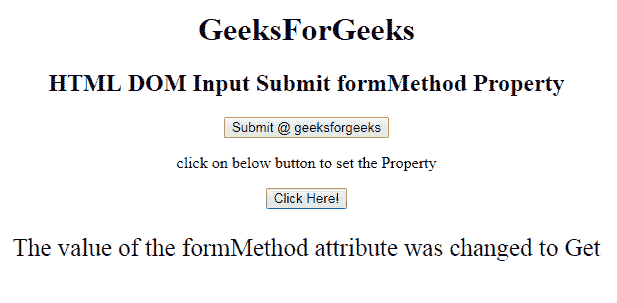 GeeksForGeeks
HTML DOM Input Submit formMethod Property
Submit @ geeksforgeeks
click on below button to set the Property
Click Here!
The value of the formMethod attribute was changed to Get